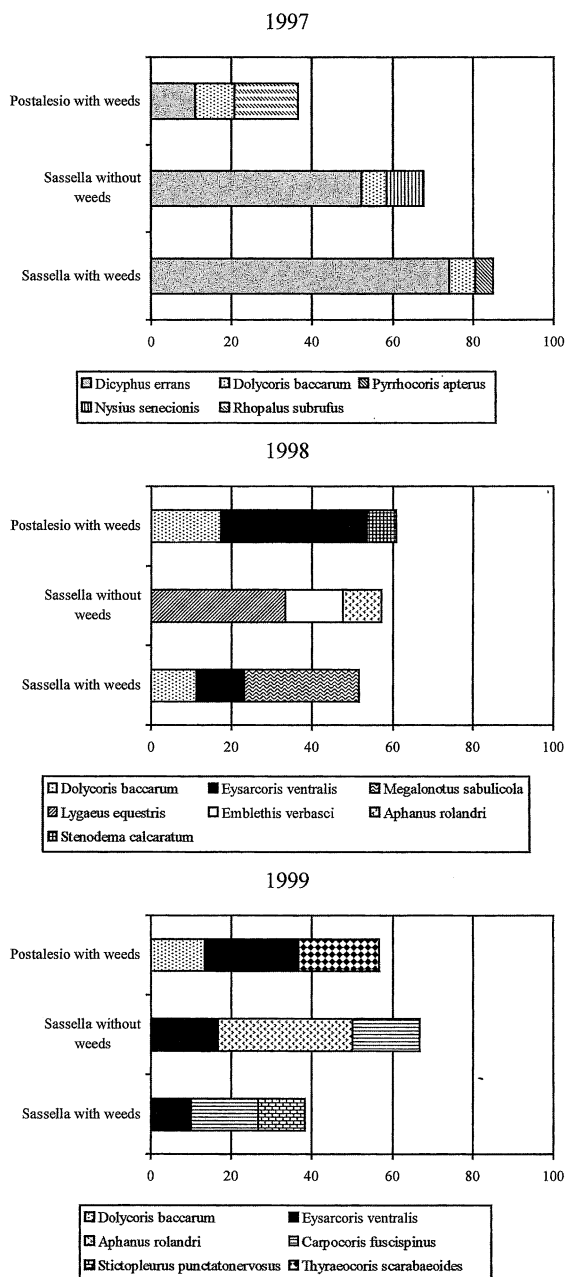 1997
Postalesio with weeds
Sassella without
weeds
Sassella with weeds
0 20 40 60 80 100
Dicyphus errans Dolycoris baccarum Pyrrhocoris apterus
Nysius senecionis Rhopalus subrufus
1998
Postalesio with weeds
Sassella without
weeds
Sassella with weeds
0 20 40 60 80 100
Dolycoris baccarum Eysarcoris ventralis Megalonotus sabulicola
Lygaeus equestris Emblethis verbasci Aphanus rolandri
Stenodema calcaratum
1999
Postalesio with weeds
Sassella without
weeds
Sassella with weeds
0 20 40 60 80 100
Dolycoris baccarum Eysarcoris ventralis
Aphanus rolandri Carpocoris fuscispinus
Stictopleurus punctatonervosus Thyraeocoris scarabaeoides